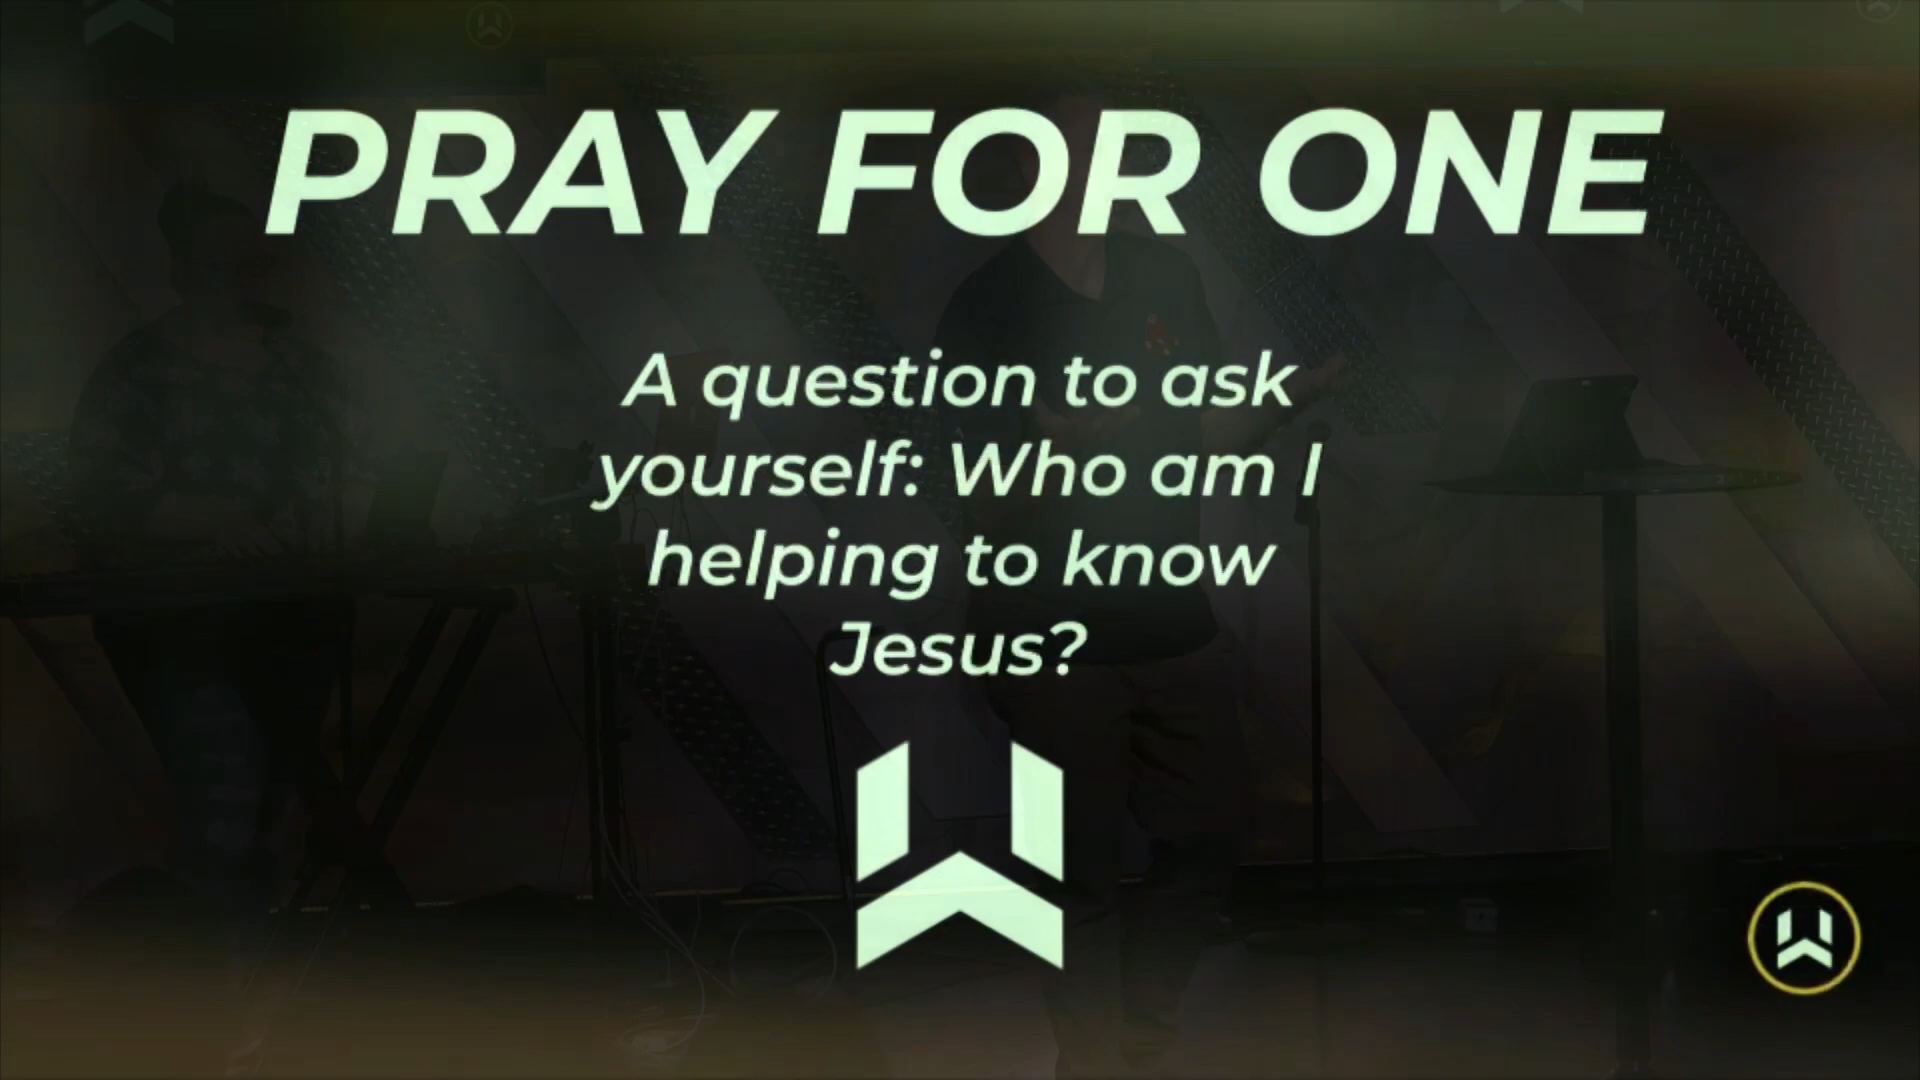 PRAY FOR ONE
A question to ask
yourself: Who am I
helping to know
Jesus?